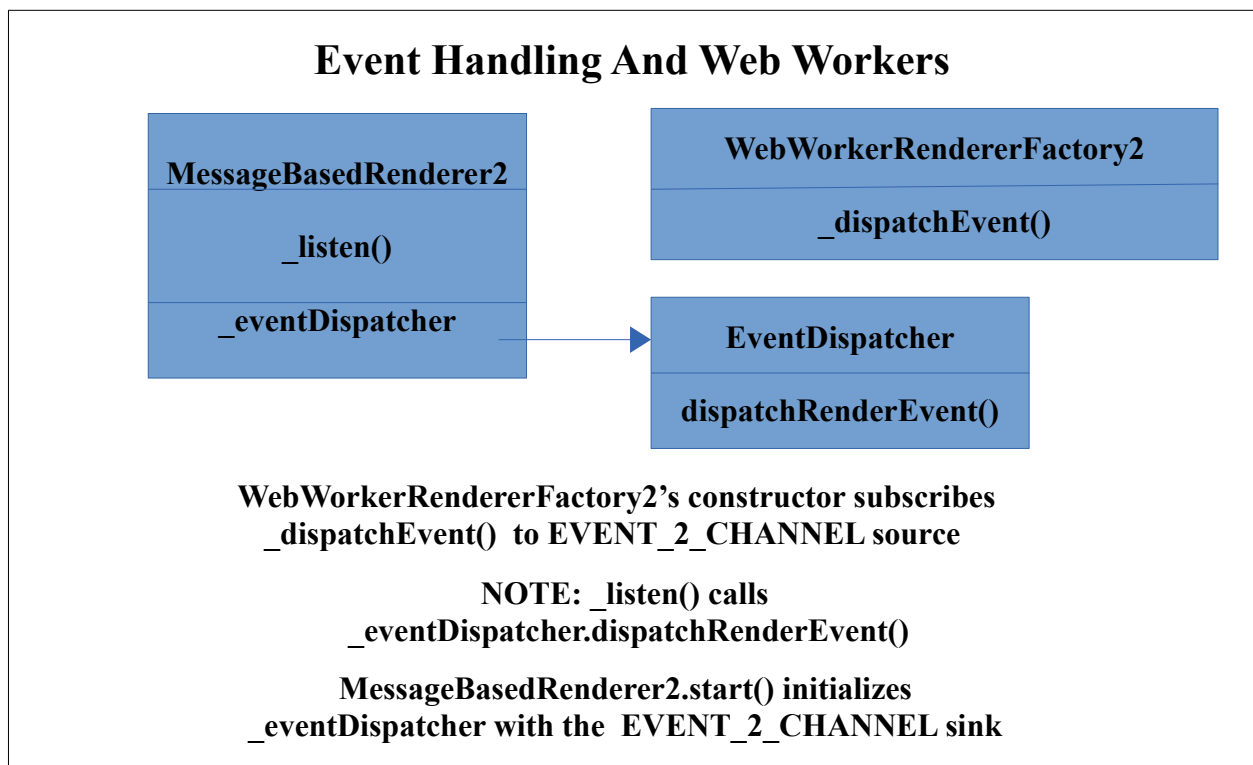 Event Handling And Web Workers
MessageBasedRenderer2
_listen()
_eventDispatcher
WebWorkerRendererFactory2
_dispatchEvent()
EventDispatcher
dispatchRenderEvent()
WebWorkerRendererFactory2’s constructor subscribes
_dispatchEvent()  to EVENT_2_CHANNEL source
NOTE: _listen() calls
_eventDispatcher.dispatchRenderEvent()
MessageBasedRenderer2.start() initializes
_eventDispatcher with the  EVENT_2_CHANNEL sink